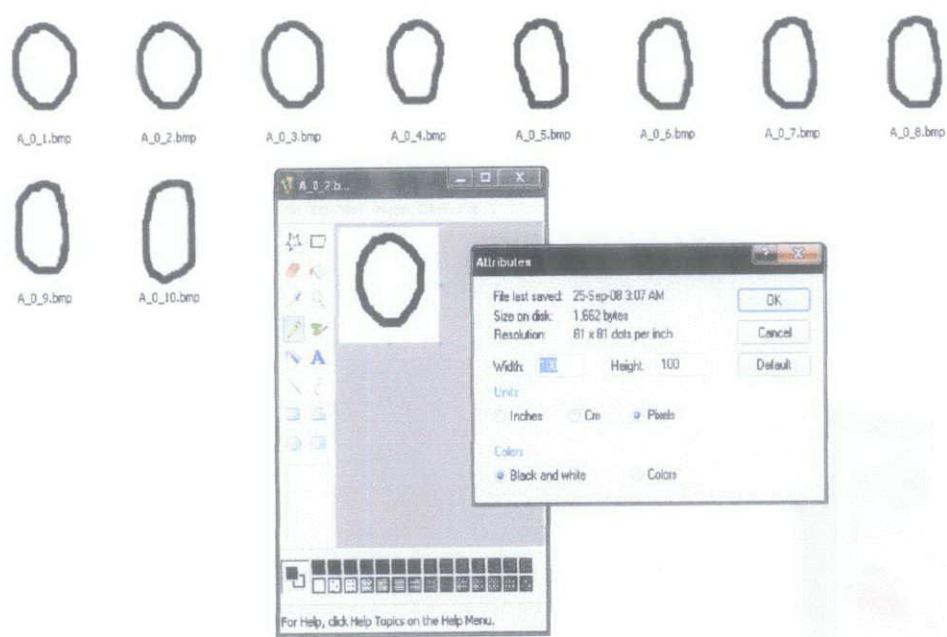 A_0_1.bmp
A_0_2.bmp
A_0_3.bmp
A_0_4.bmp
A_0_5.bmp
A_0_6.bmp
A_0_7.bmp
A_0_8.bmp
A_0_9.bmp
A_0_10.bmp
A_0_2.b...
Attributes
File last saved: 25-Sep-08 3:07 AM
Size on disk: 1,662 bytes
Resolution: 81 x 81 dots per inch
Width: 100 Height: 100
Units
Inches Cm Pixels
Colors
Black and white Colors
OK
Cancel
Default
For Help, click Help Topics on the Help Menu.